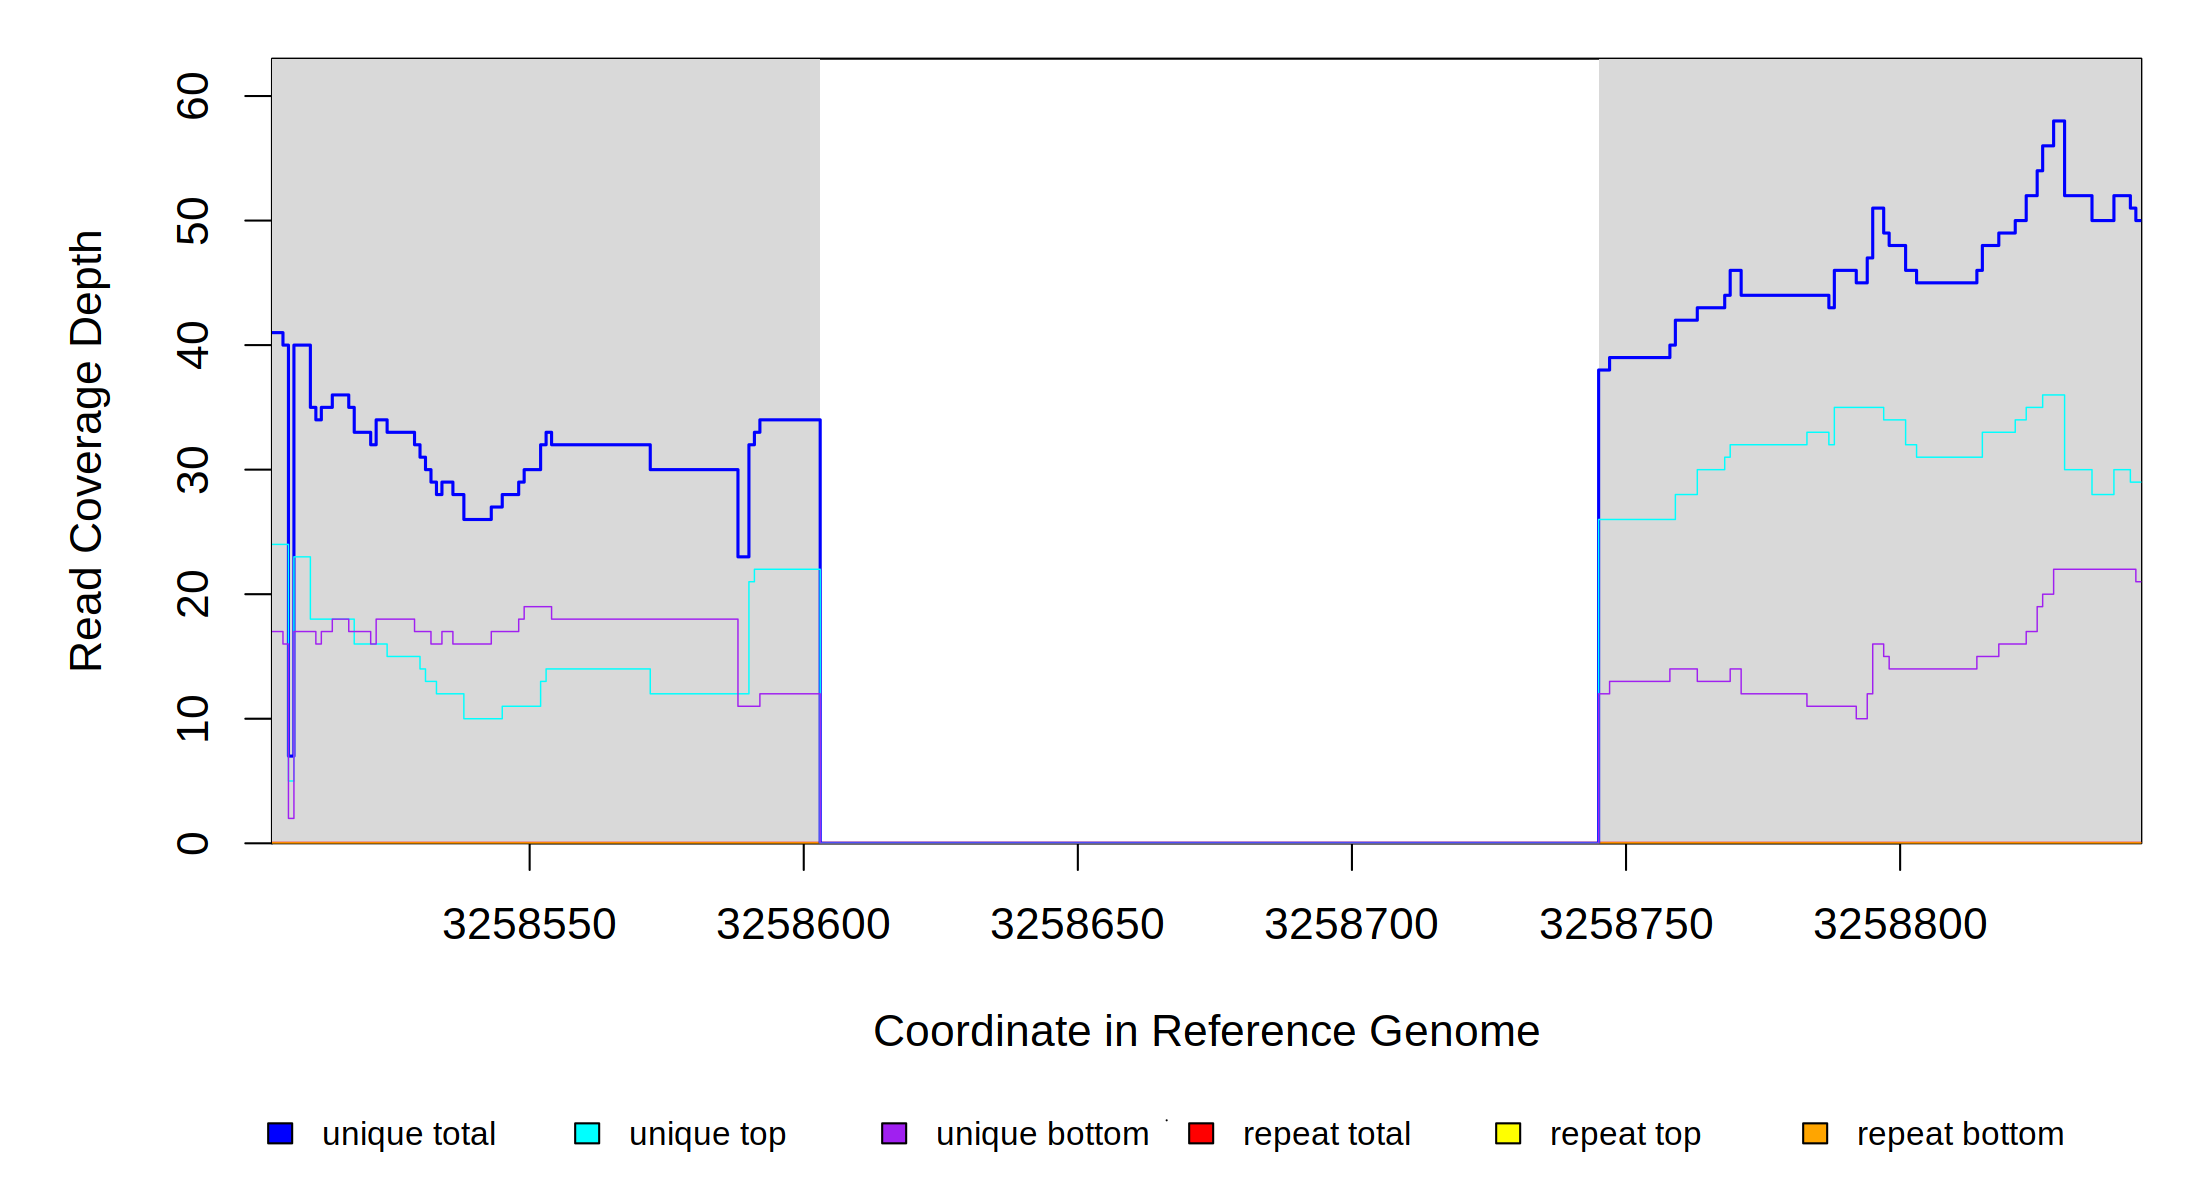 Read Coverage Depth
60
50
40
30
20
10
0
3258550 3258600 3258650 3258700 3258750 3258800
Coordinate in Reference Genome
unique total unique top unique bottom repeat total repeat top repeat bottom